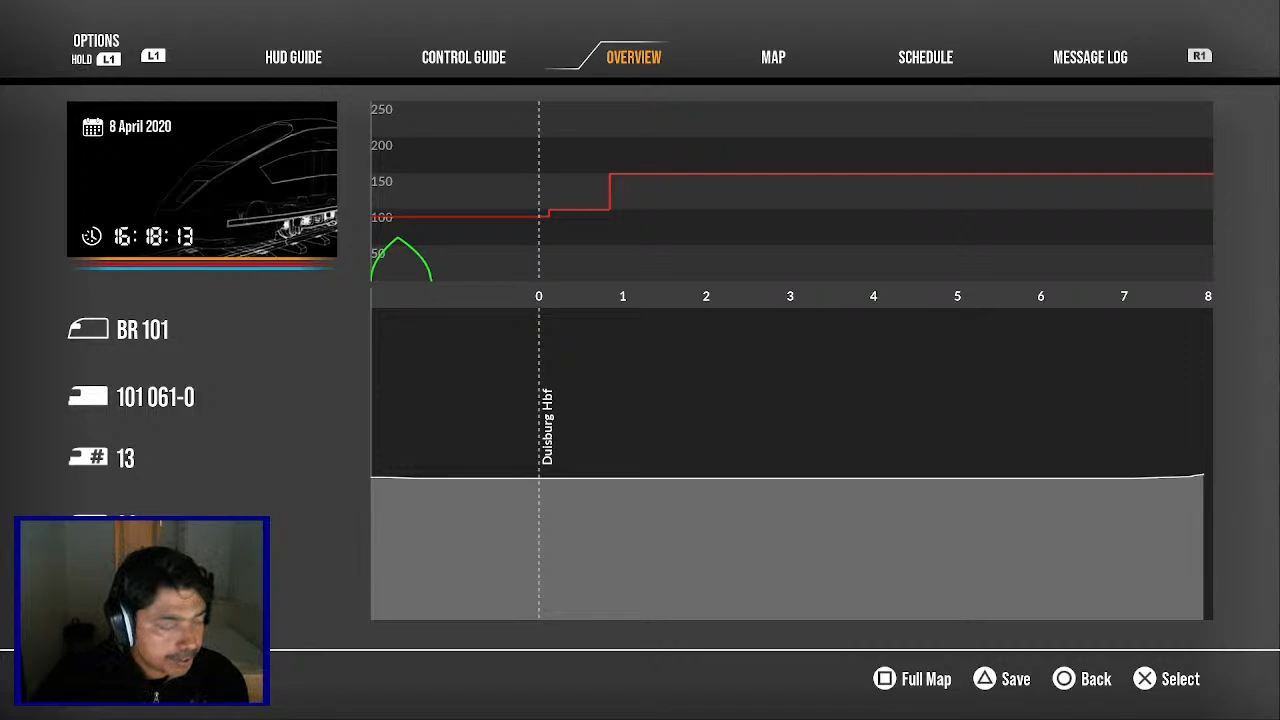 OPTIONS
HOLD L1
L1
HUD GUIDE
CONTROL GUIDE
OVERVIEW
MAP
SCHEDULE
MESSAGE LOG
R1
8 April 2020
16:18:13
BR 101
101 061-0
# 13
250
200
150
100
50
0 1 2 3 4 5 6 7 8
Duisburg Hbf
Full Map
Save
Back
Select